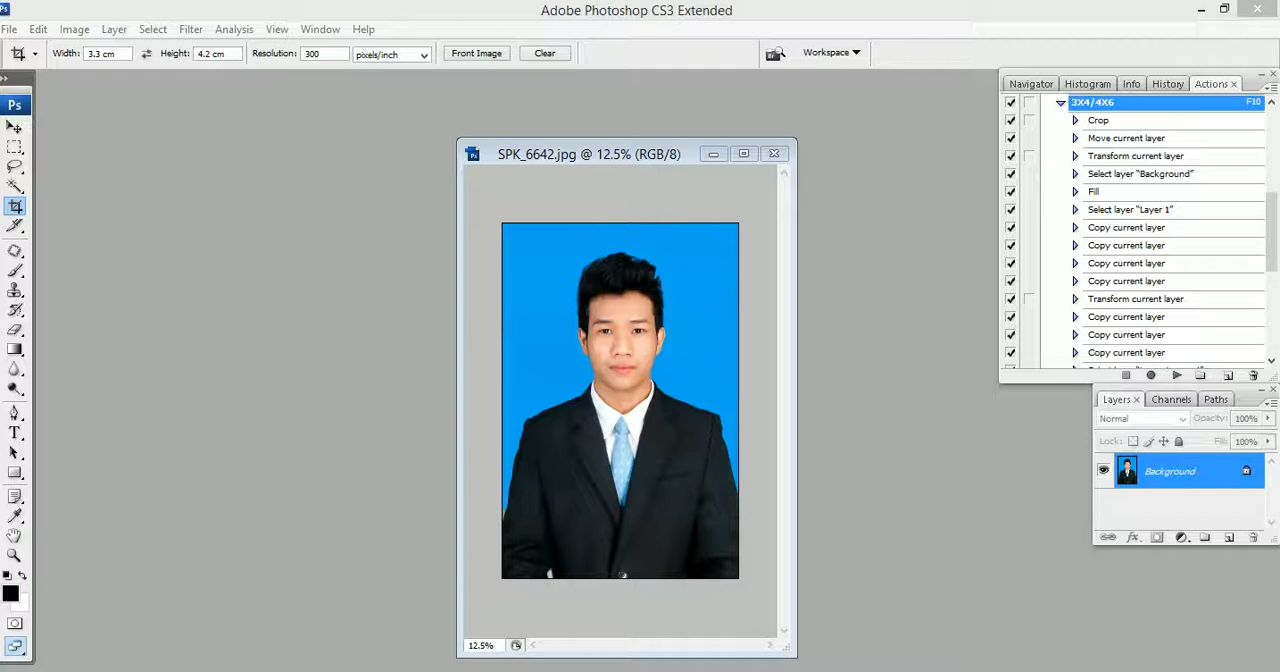 Ps
Adobe Photoshop CS3 Extended
File Edit Image Layer Select Filter Analysis View Window Help
Width: 3.3 cm Height: 4.2 cm Resolution: 300 pixels/inch Front Image Clear Workspace
Ps
SPK_6642.jpg @ 12.5% (RGB/8)
12.5%
Navigator Histogram Info History Actions x
3X4/4X6 F10
Crop
Move current layer
Transform current layer
Select layer "Background"
Fill
Select layer "Layer 1"
Copy current layer
Copy current layer
Copy current layer
Copy current layer
Transform current layer
Copy current layer
Copy current layer
Copy current layer
Layers x Channels Paths
Normal Opacity: 100%
Lock: Fill: 100%
Background